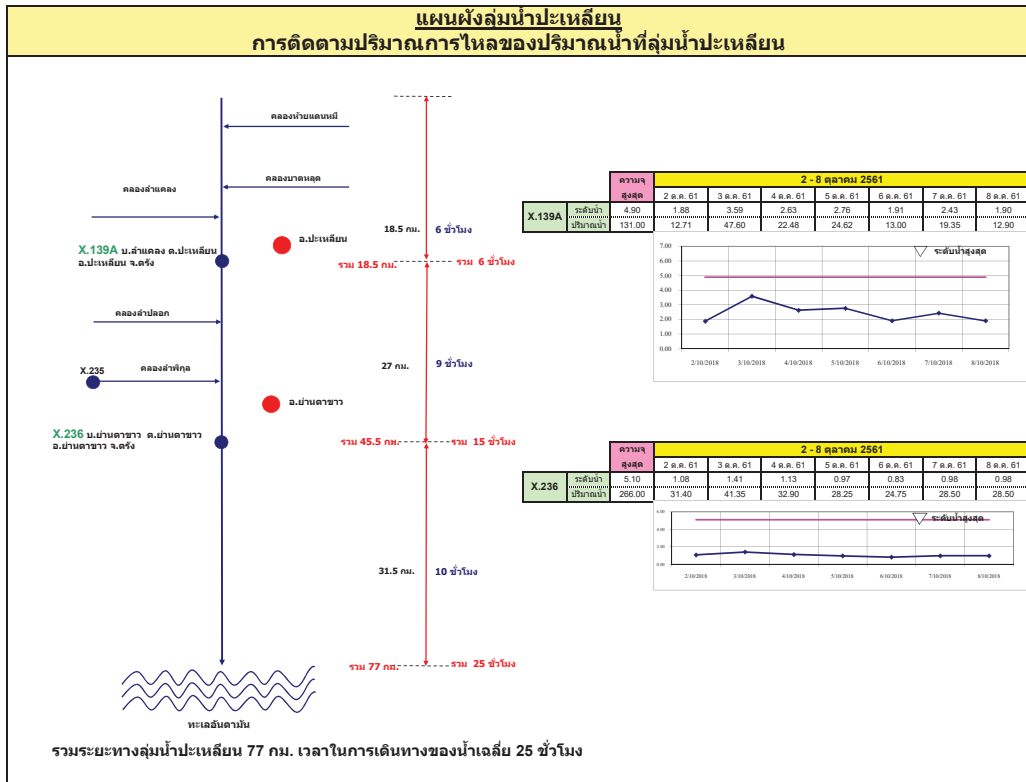 แผนผังลุ่มน้ำปะเหลียน
การติดตามปริมาณการไหลของปริมาณน้ำที่ลุ่มน้ำปะเหลียน
คลองห้วยแดนหมี
คลองบาดหลุด
คลองลำแคลง
18.5 กม.
6 ชั่วโมง
อ.ปะเหลียน
X.139A บ.ลำแคลง ต.ปะเหลียน
อ.ปะเหลียน จ.ตรัง
รวม 18.5 กม.
รวม 6 ชั่วโมง
คลองลำปลอก
X.235
คลองลำพิกุล
27 กม.
9 ชั่วโมง
อ.ย่านตาขาว
X.236 บ.ย่านตาขาว ต.ย่านตาขาว
อ.ย่านตาขาว จ.ตรัง
รวม 45.5 กม.
รวม 15 ชั่วโมง
31.5 กม.
10 ชั่วโมง
รวม 77 กม.
รวม 25 ชั่วโมง
ทะเลอันดามัน
รวมระยะทางลุ่มน้ำปะเหลียน 77 กม. เวลาในการเดินทางของน้ำเฉลี่ย 25 ชั่วโมง
ความจุ 2 - 8 ตุลาคม 2561
สูงสุด 2 ต.ค. 61 3 ต.ค. 61 4 ต.ค. 61 5 ต.ค. 61 6 ต.ค. 61 7 ต.ค. 61 8 ต.ค. 61
X.139A
ระดับน้ำ 4.90 1.88 3.59 2.63 2.76 1.91 2.43 1.90
ปริมาณน้ำ 131.00 12.71 47.60 22.48 24.62 13.00 19.35 12.90
ระดับน้ำสูงสุด
7.00
6.00
5.00
4.00
3.00
2.00
1.00
0.00
2/10/2018 3/10/2018 4/10/2018 5/10/2018 6/10/2018 7/10/2018 8/10/2018
ความจุ 2 - 8 ตุลาคม 2561
สูงสุด 2 ต.ค. 61 3 ต.ค. 61 4 ต.ค. 61 5 ต.ค. 61 6 ต.ค. 61 7 ต.ค. 61 8 ต.ค. 61
X.236
ระดับน้ำ 5.10 1.08 1.41 1.13 0.97 0.83 0.98 0.98
ปริมาณน้ำ 266.00 31.40 41.35 32.90 28.25 24.75 28.50 28.50
ระดับน้ำสูงสุด
6.00
4.00
2.00
0.00
2/10/2018 3/10/2018 4/10/2018 5/10/2018 6/10/2018 7/10/2018 8/10/2018